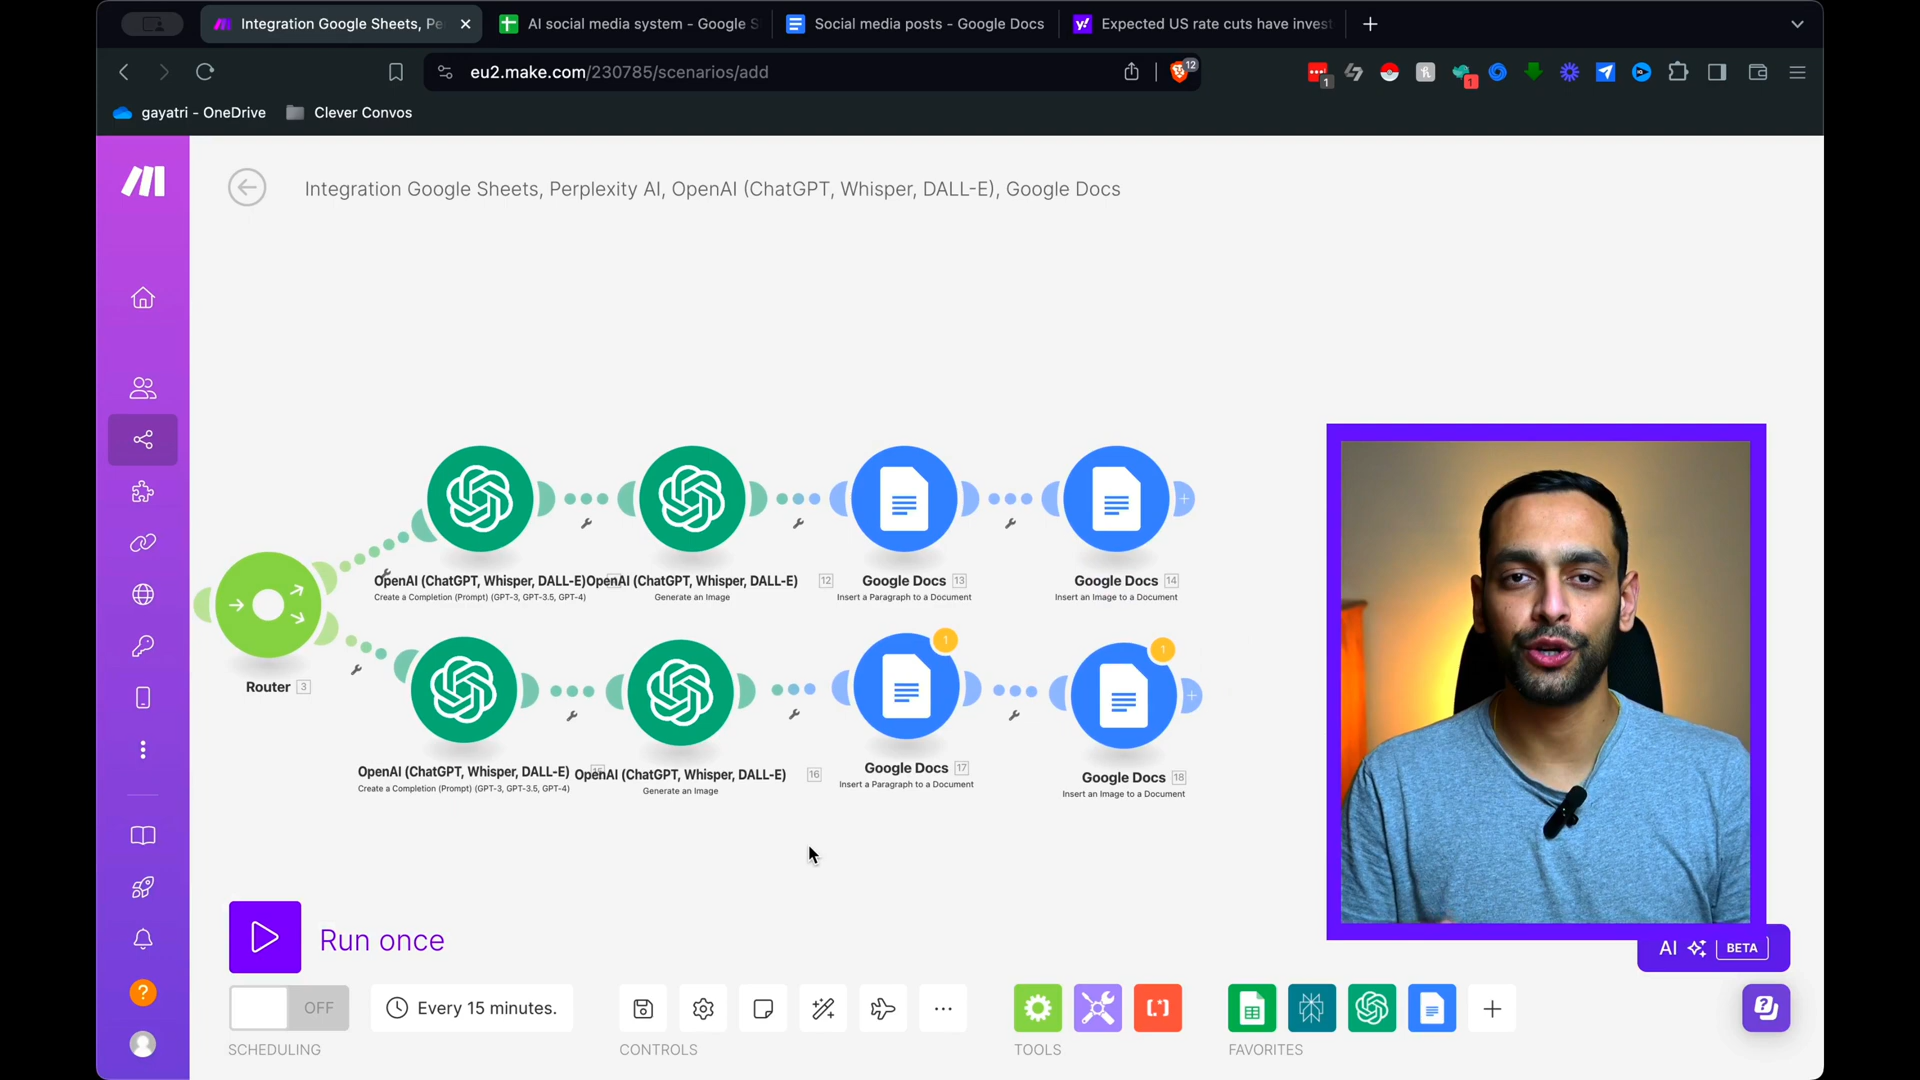 Integration Google Sheets, Pe
AI social media system - Google S
Social media posts - Google Docs
Expected US rate cuts have invest
eu2.make.com/230785/scenarios/add
12
1
1
gayatri - OneDrive
Clever Convos
Integration Google Sheets, Perplexity AI, OpenAI (ChatGPT, Whisper, DALL-E), Google Docs
OpenAI (ChatGPT, Whisper, DALL-E)
Create a Completion (Prompt) (GPT-3, GPT-3.5, GPT-4)
OpenAI (ChatGPT, Whisper, DALL-E) 12
Generate an Image
Google Docs 13
Insert a Paragraph to a Document
Google Docs 14
Insert an Image to a Document
Router 3
1
1
OpenAI (ChatGPT, Whisper, DALL-E)
Create a Completion (Prompt) (GPT-3, GPT-3.5, GPT-4)
OpenAI (ChatGPT, Whisper, DALL-E) 16
Generate an Image
Google Docs 17
Insert a Paragraph to a Document
Google Docs 18
Insert an Image to a Document
Run once
AI BETA
OFF
Every 15 minutes.
SCHEDULING
CONTROLS
TOOLS
FAVORITES